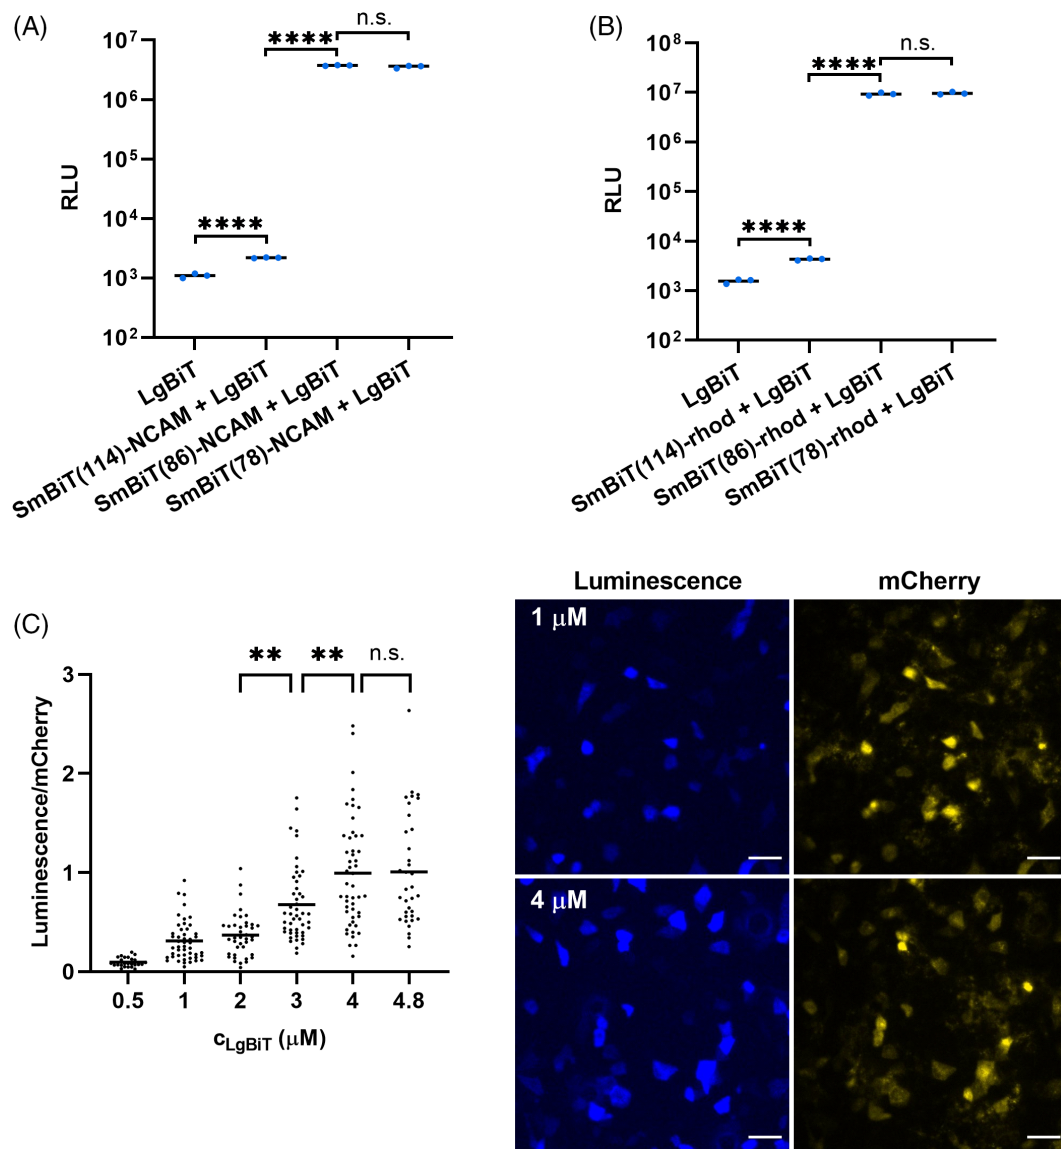 (A)
n.s.
****
10⁷
10⁶
10⁵
10⁴
10³
10²
RLU
****
LgBiT
SmBiT(114)-NCAM + LgBiT
SmBiT(86)-NCAM + LgBiT
SmBiT(78)-NCAM + LgBiT
(B)
n.s.
****
10⁸
10⁷
10⁶
10⁵
10⁴
10³
10²
RLU
****
LgBiT
SmBiT(114)-rhod + LgBiT
SmBiT(86)-rhod + LgBiT
SmBiT(78)-rhod + LgBiT
(C)
** ** n.s.
3
2
1
0
Luminescence/mCherry
0.5 1 2 3 4 4.8
cLgBiT (μM)
Luminescence mCherry
1 μM
4 μM